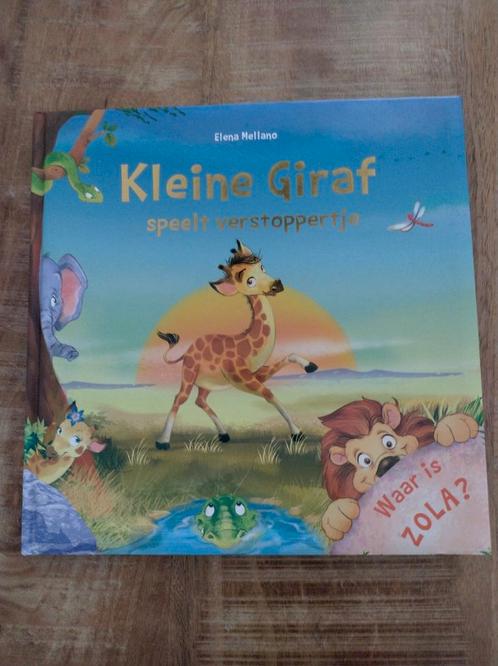 Elena Mellano
Kleine Giraf
speelt verstoppertje
Waar is
ZOLA?